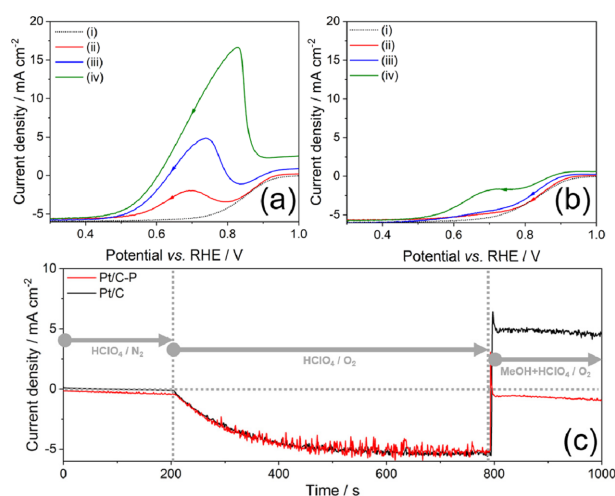 20
15
10
5
0
-5
Current density / mA cm⁻²
(i)
(ii)
(iii)
(iv)
(a)
0.4
0.6
0.8
1.0
Potential vs. RHE / V
20
15
10
5
0
-5
Current density / mA cm⁻²
(i)
(ii)
(iii)
(iv)
(b)
0.4
0.6
0.8
1.0
Potential vs. RHE / V
10
5
0
-5
Current density / mA cm⁻²
Pt/C-P
Pt/C
HClO₄ / N₂
HClO₄ / O₂
MeOH+HClO₄ / O₂
(c)
0
200
400
600
800
1000
Time / s